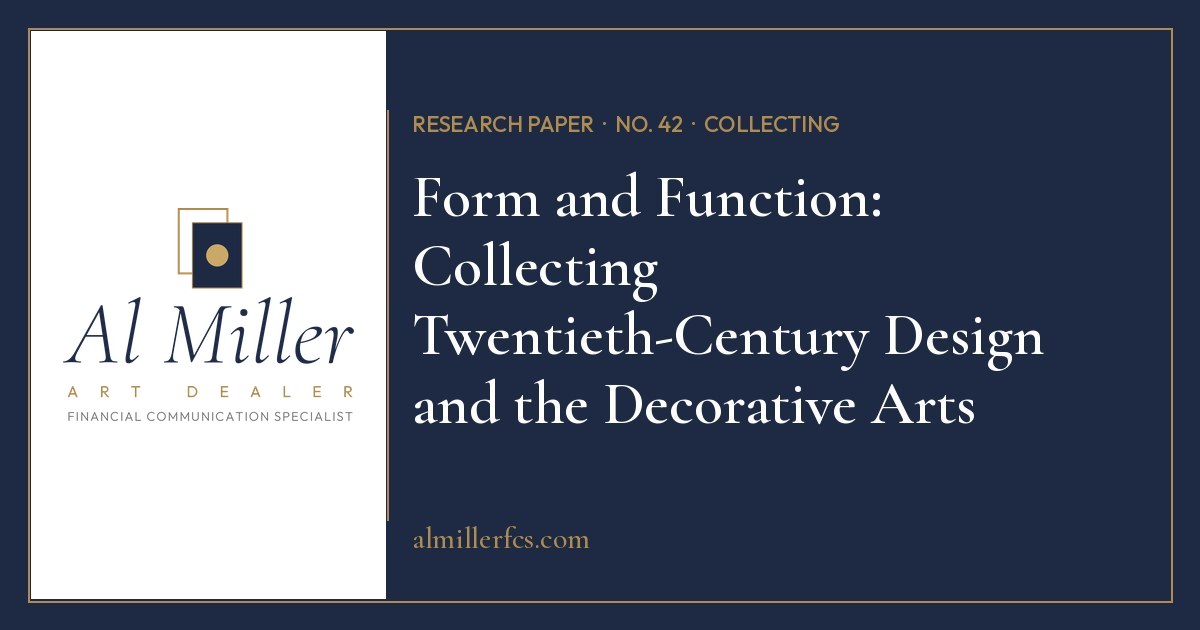 Al Miller
ART DEALER
FINANCIAL COMMUNICATION SPECIALIST
RESEARCH PAPER · NO. 42 · COLLECTING
Form and Function:
Collecting
Twentieth-Century Design
and the Decorative Arts
almillerfcs.com